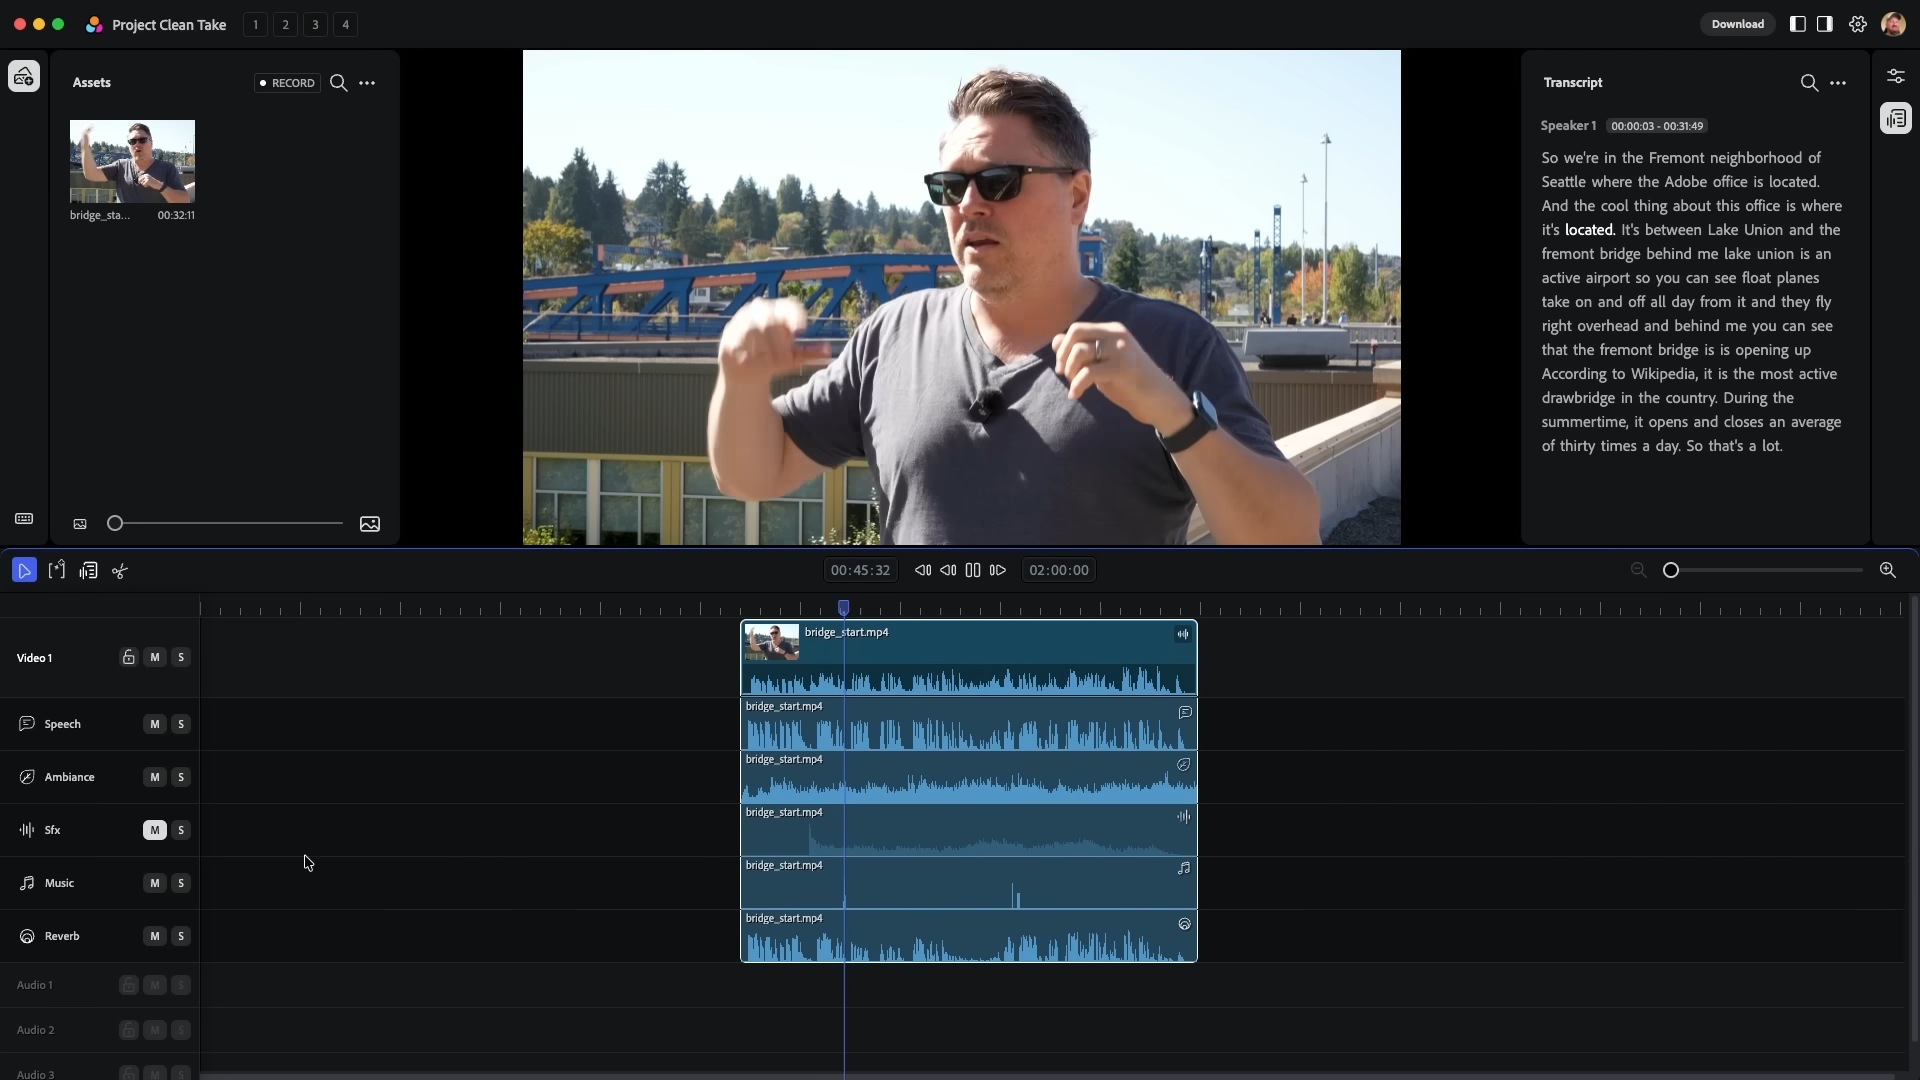 Project Clean Take
1
2
3
4
Download
Assets
RECORD
bridge_sta...
00:32:11
Transcript
Speaker 1
00:00:03 - 00:31:49
So we're in the Fremont neighborhood of
Seattle where the Adobe office is located.
And the cool thing about this office is where
it's located. It's between Lake Union and the
fremont bridge behind me lake union is an
active airport so you can see float planes
take on and off all day from it and they fly
right overhead and behind me you can see
that the fremont bridge is is opening up
According to Wikipedia, it is the most active
drawbridge in the country. During the
summertime, it opens and closes an average
of thirty times a day. So that's a lot.
00:45:32
02:00:00
Video 1
M
S
bridge_start.mp4
Speech
M
S
bridge_start.mp4
Ambiance
M
S
bridge_start.mp4
Sfx
M
S
bridge_start.mp4
Music
M
S
bridge_start.mp4
Reverb
M
S
bridge_start.mp4
Audio 1
M
S
Audio 2
M
S
Audio 3
M
S